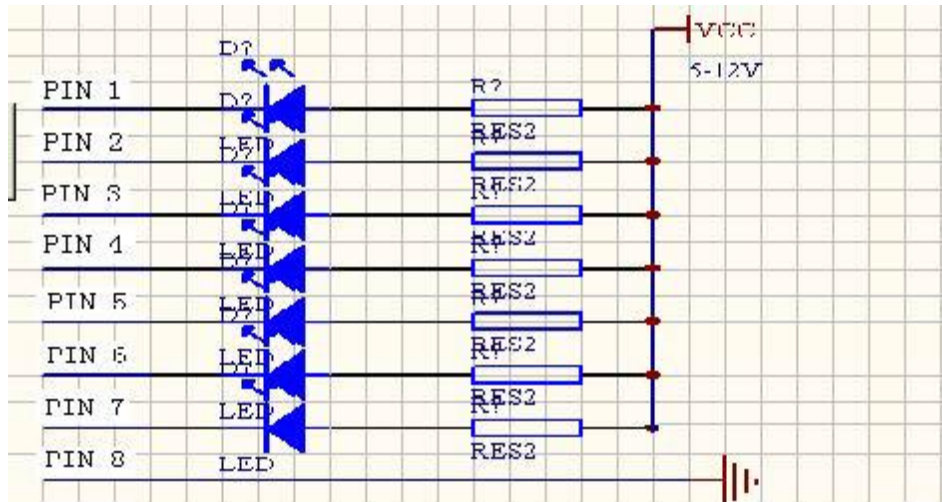 VCC
D?
5-12V
PIN 1
R?
D?
PIN 2
RES2
LED
R?
PIN 3
RES2
LED
R?
PIN 4
RES2
LED
R?
PIN 5
RES2
LED
R?
PIN 6
RES2
LED
R?
PIN 7
RES2
LED
R?
PIN 8
RES2
LED